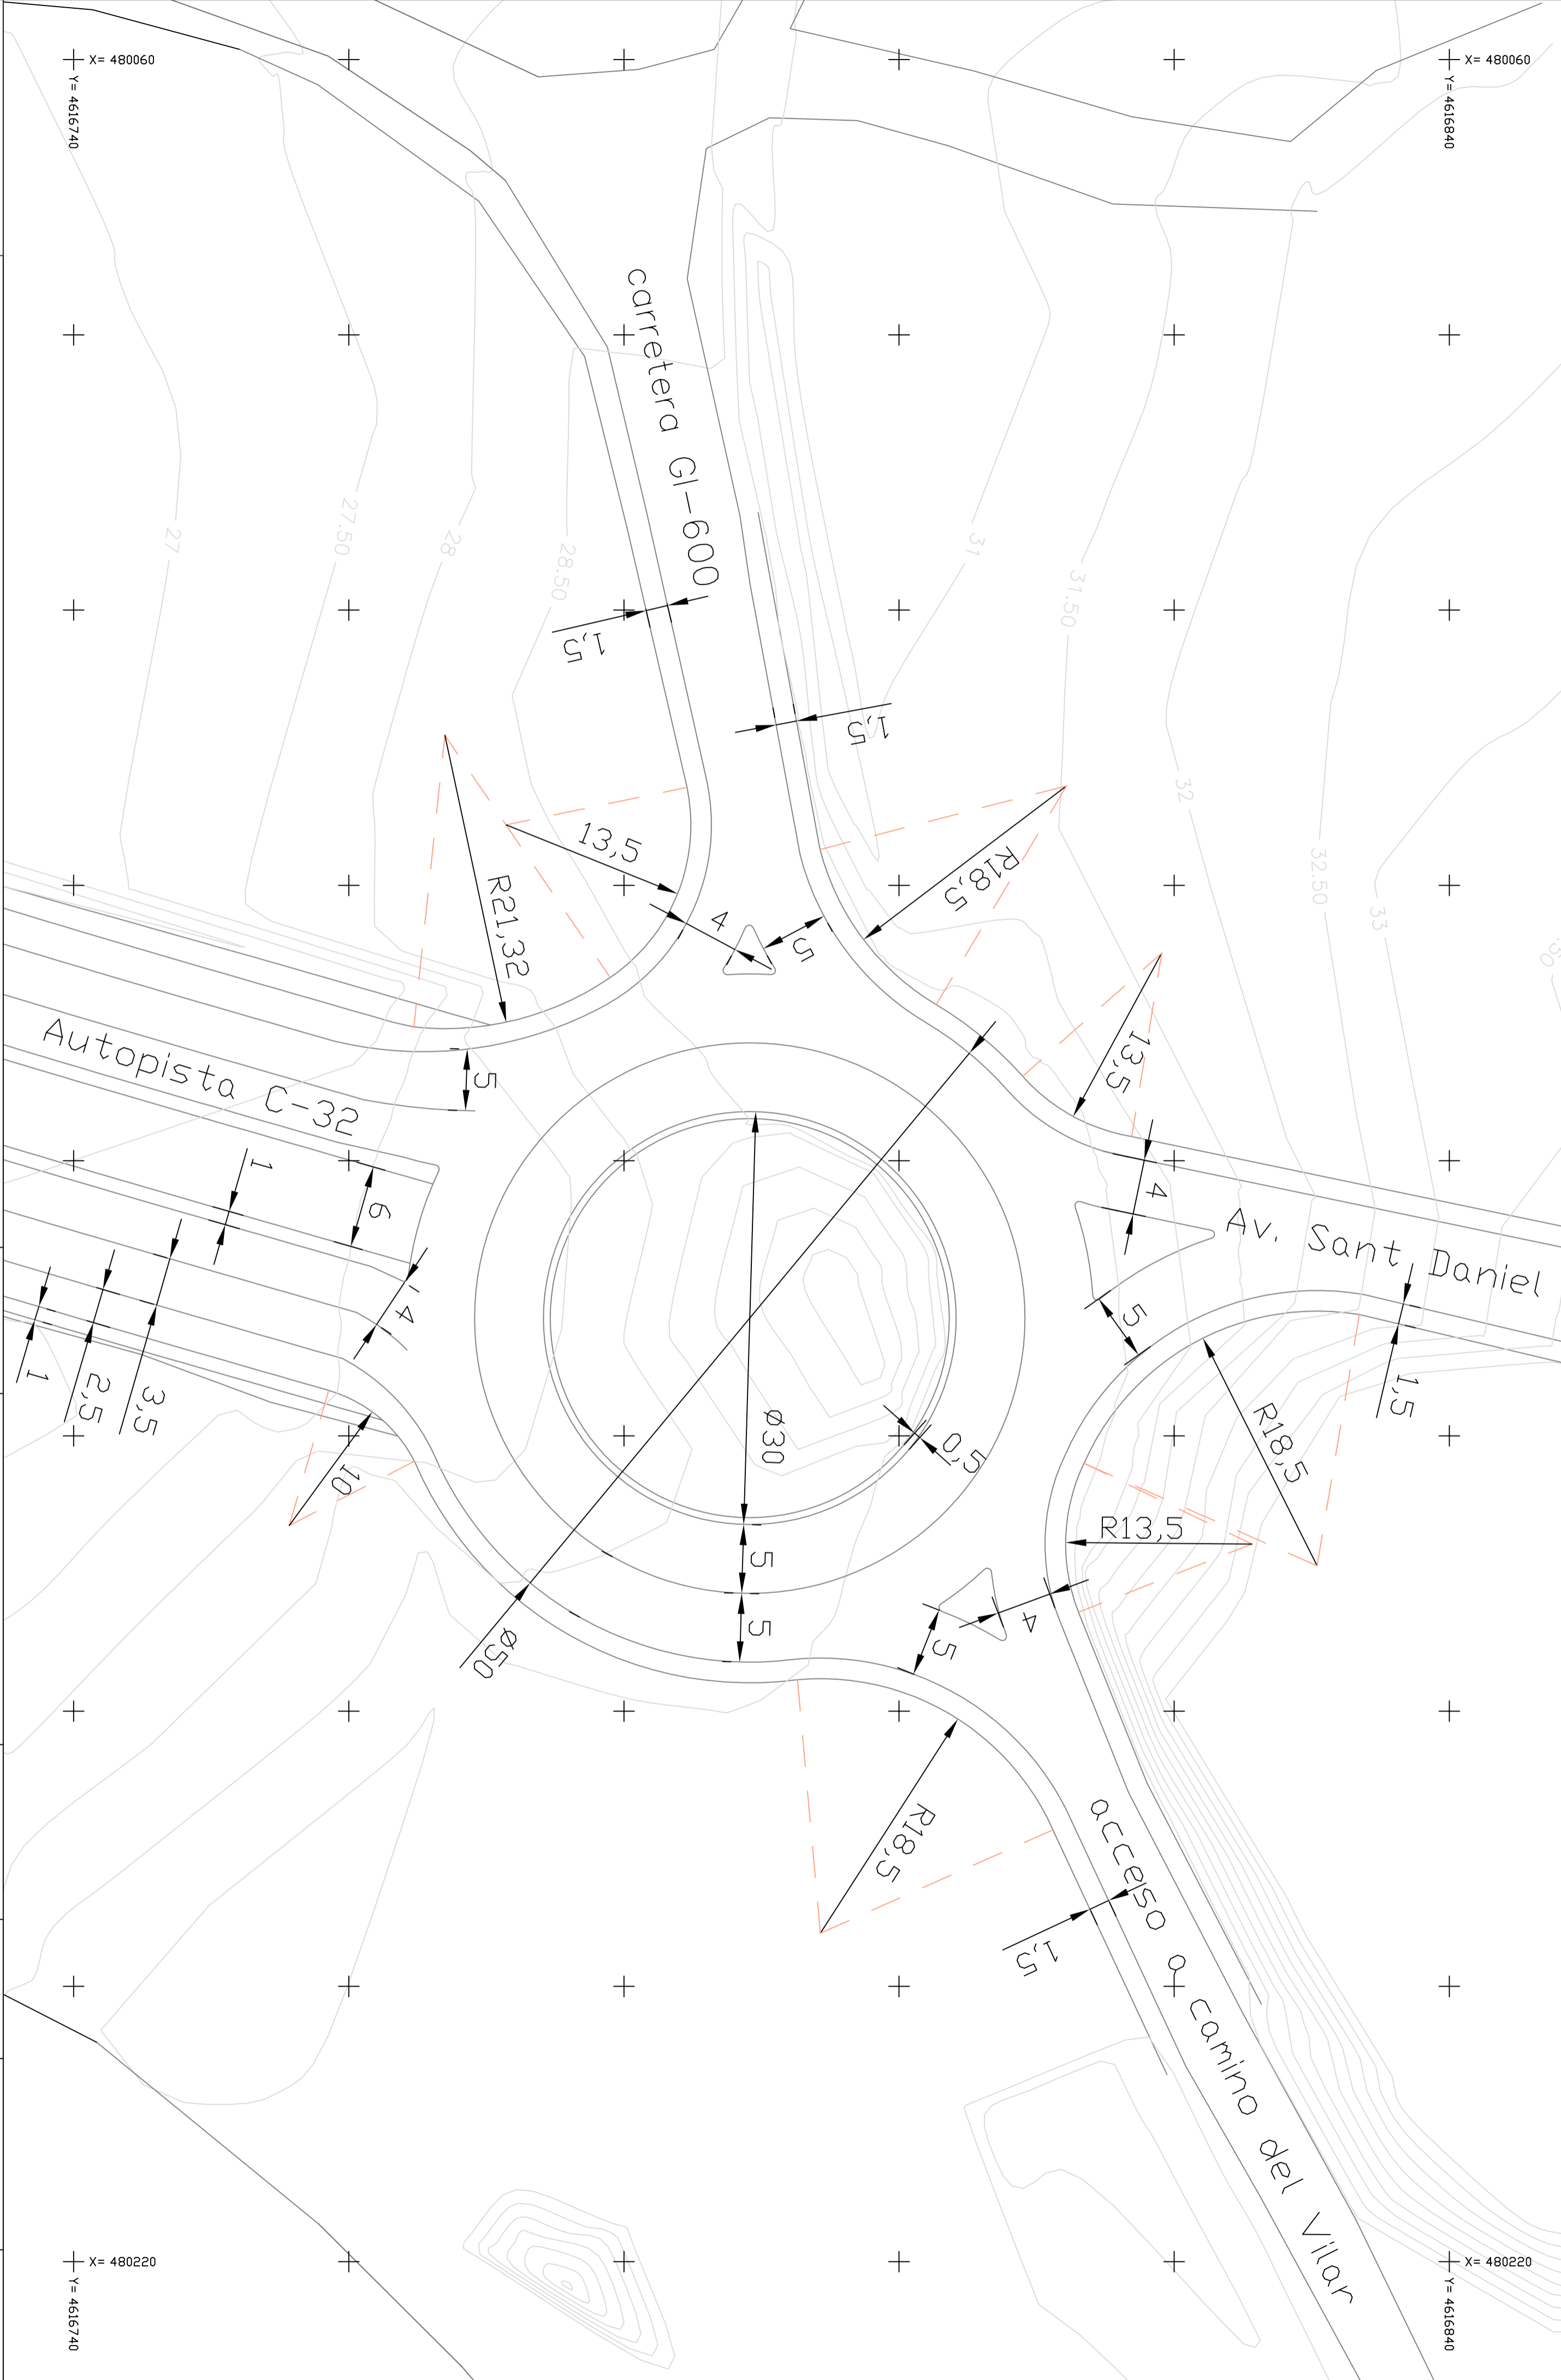 X= 480060
Y= 4616740
X= 480060
Y= 4616840
carretera GI-600
27
27.50
28
28.50
31
31.50
32
32.50
33
1,5
1,5
13,5
R21,32
R18,5
4
5
13,5
Autopista C-32
5
4
Av. Sant Daniel
1
6
4
5
1
2,5
3,5
1,5
R18,5
Ø30
0,5
10
R13,5
5
5
Ø50
4
5
R18,5
1,5
acceso a camino del Vilar
X= 480220
Y= 4616740
X= 480220
Y= 4616840